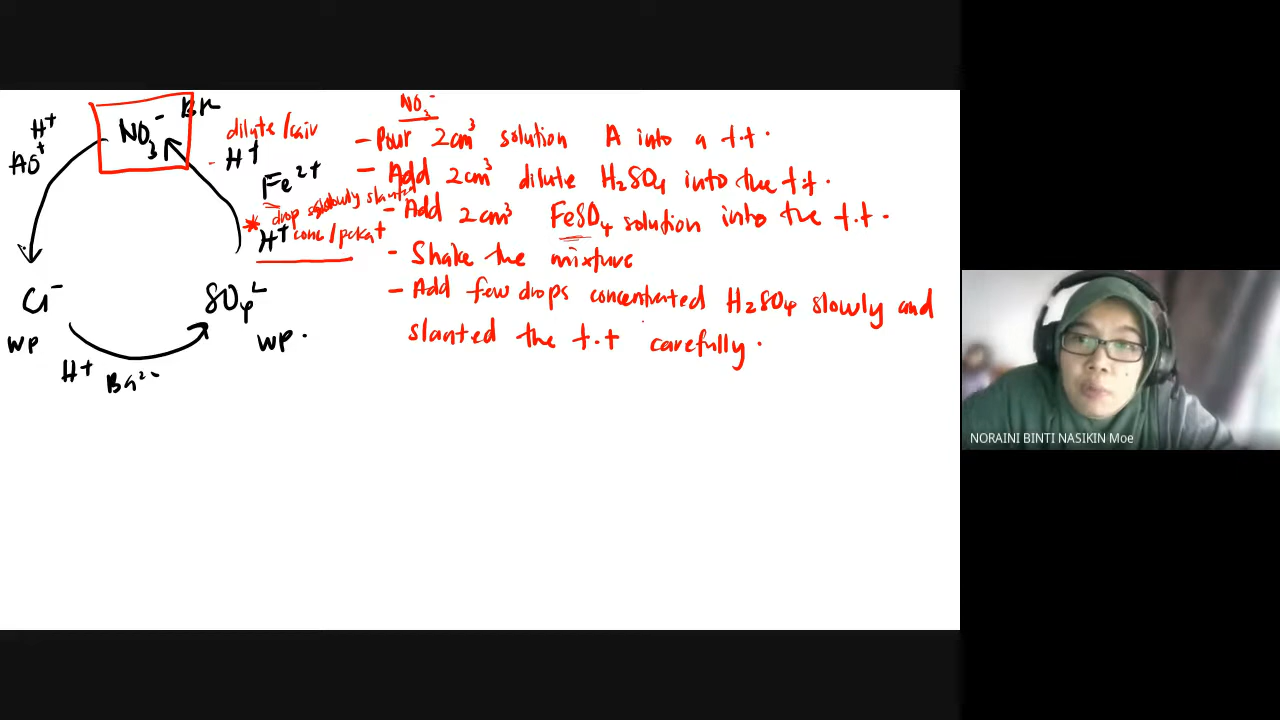 NO3-
BR
H+
Ag+
dilute/cair
H+
Fe2+
* drop slowly slanted
H+ conc/pekat
Cl-
wp
SO42-
wp.
H+
Ba2+
NO3-
- Pour 2cm3 solution A into a t.t.
- Add 2cm3 dilute H2SO4 into the t.t.
- Add 2cm3 FeSO4 solution into the t.t.
- Shake the mixture
- Add few drops concentrated H2SO4 slowly and
slanted the t.t carefully.
NORAINI BINTI NASIKIN Moe